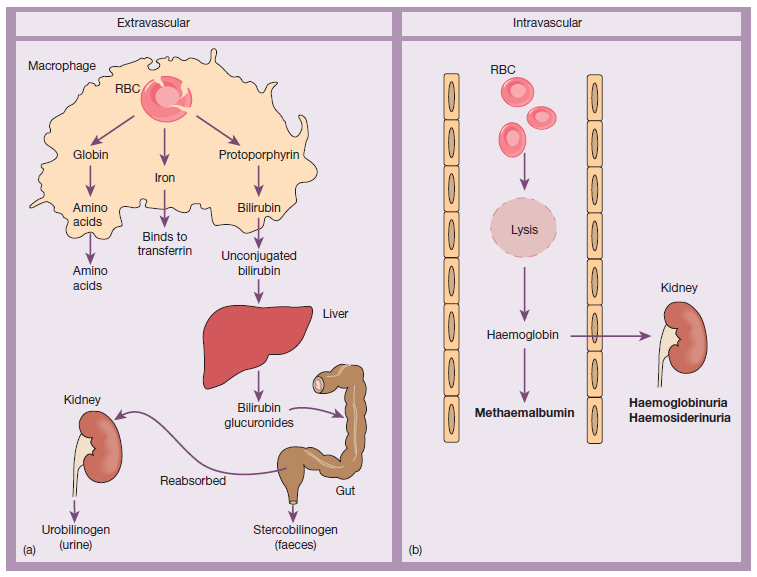 Extravascular
Macrophage
RBC
Globin
Iron
Protoporphyrin
Amino
acids
Binds to
transferrin
Bilirubin
Amino
acids
Unconjugated
bilirubin
Liver
Kidney
Bilirubin
glucuronides
Reabsorbed
Gut
Urobilinogen
(urine)
Stercobilinogen
(faeces)
(a)
Intravascular
RBC
Lysis
Haemoglobin
Kidney
Methaemalbumin
Haemoglobinuria
Haemosiderinuria
(b)